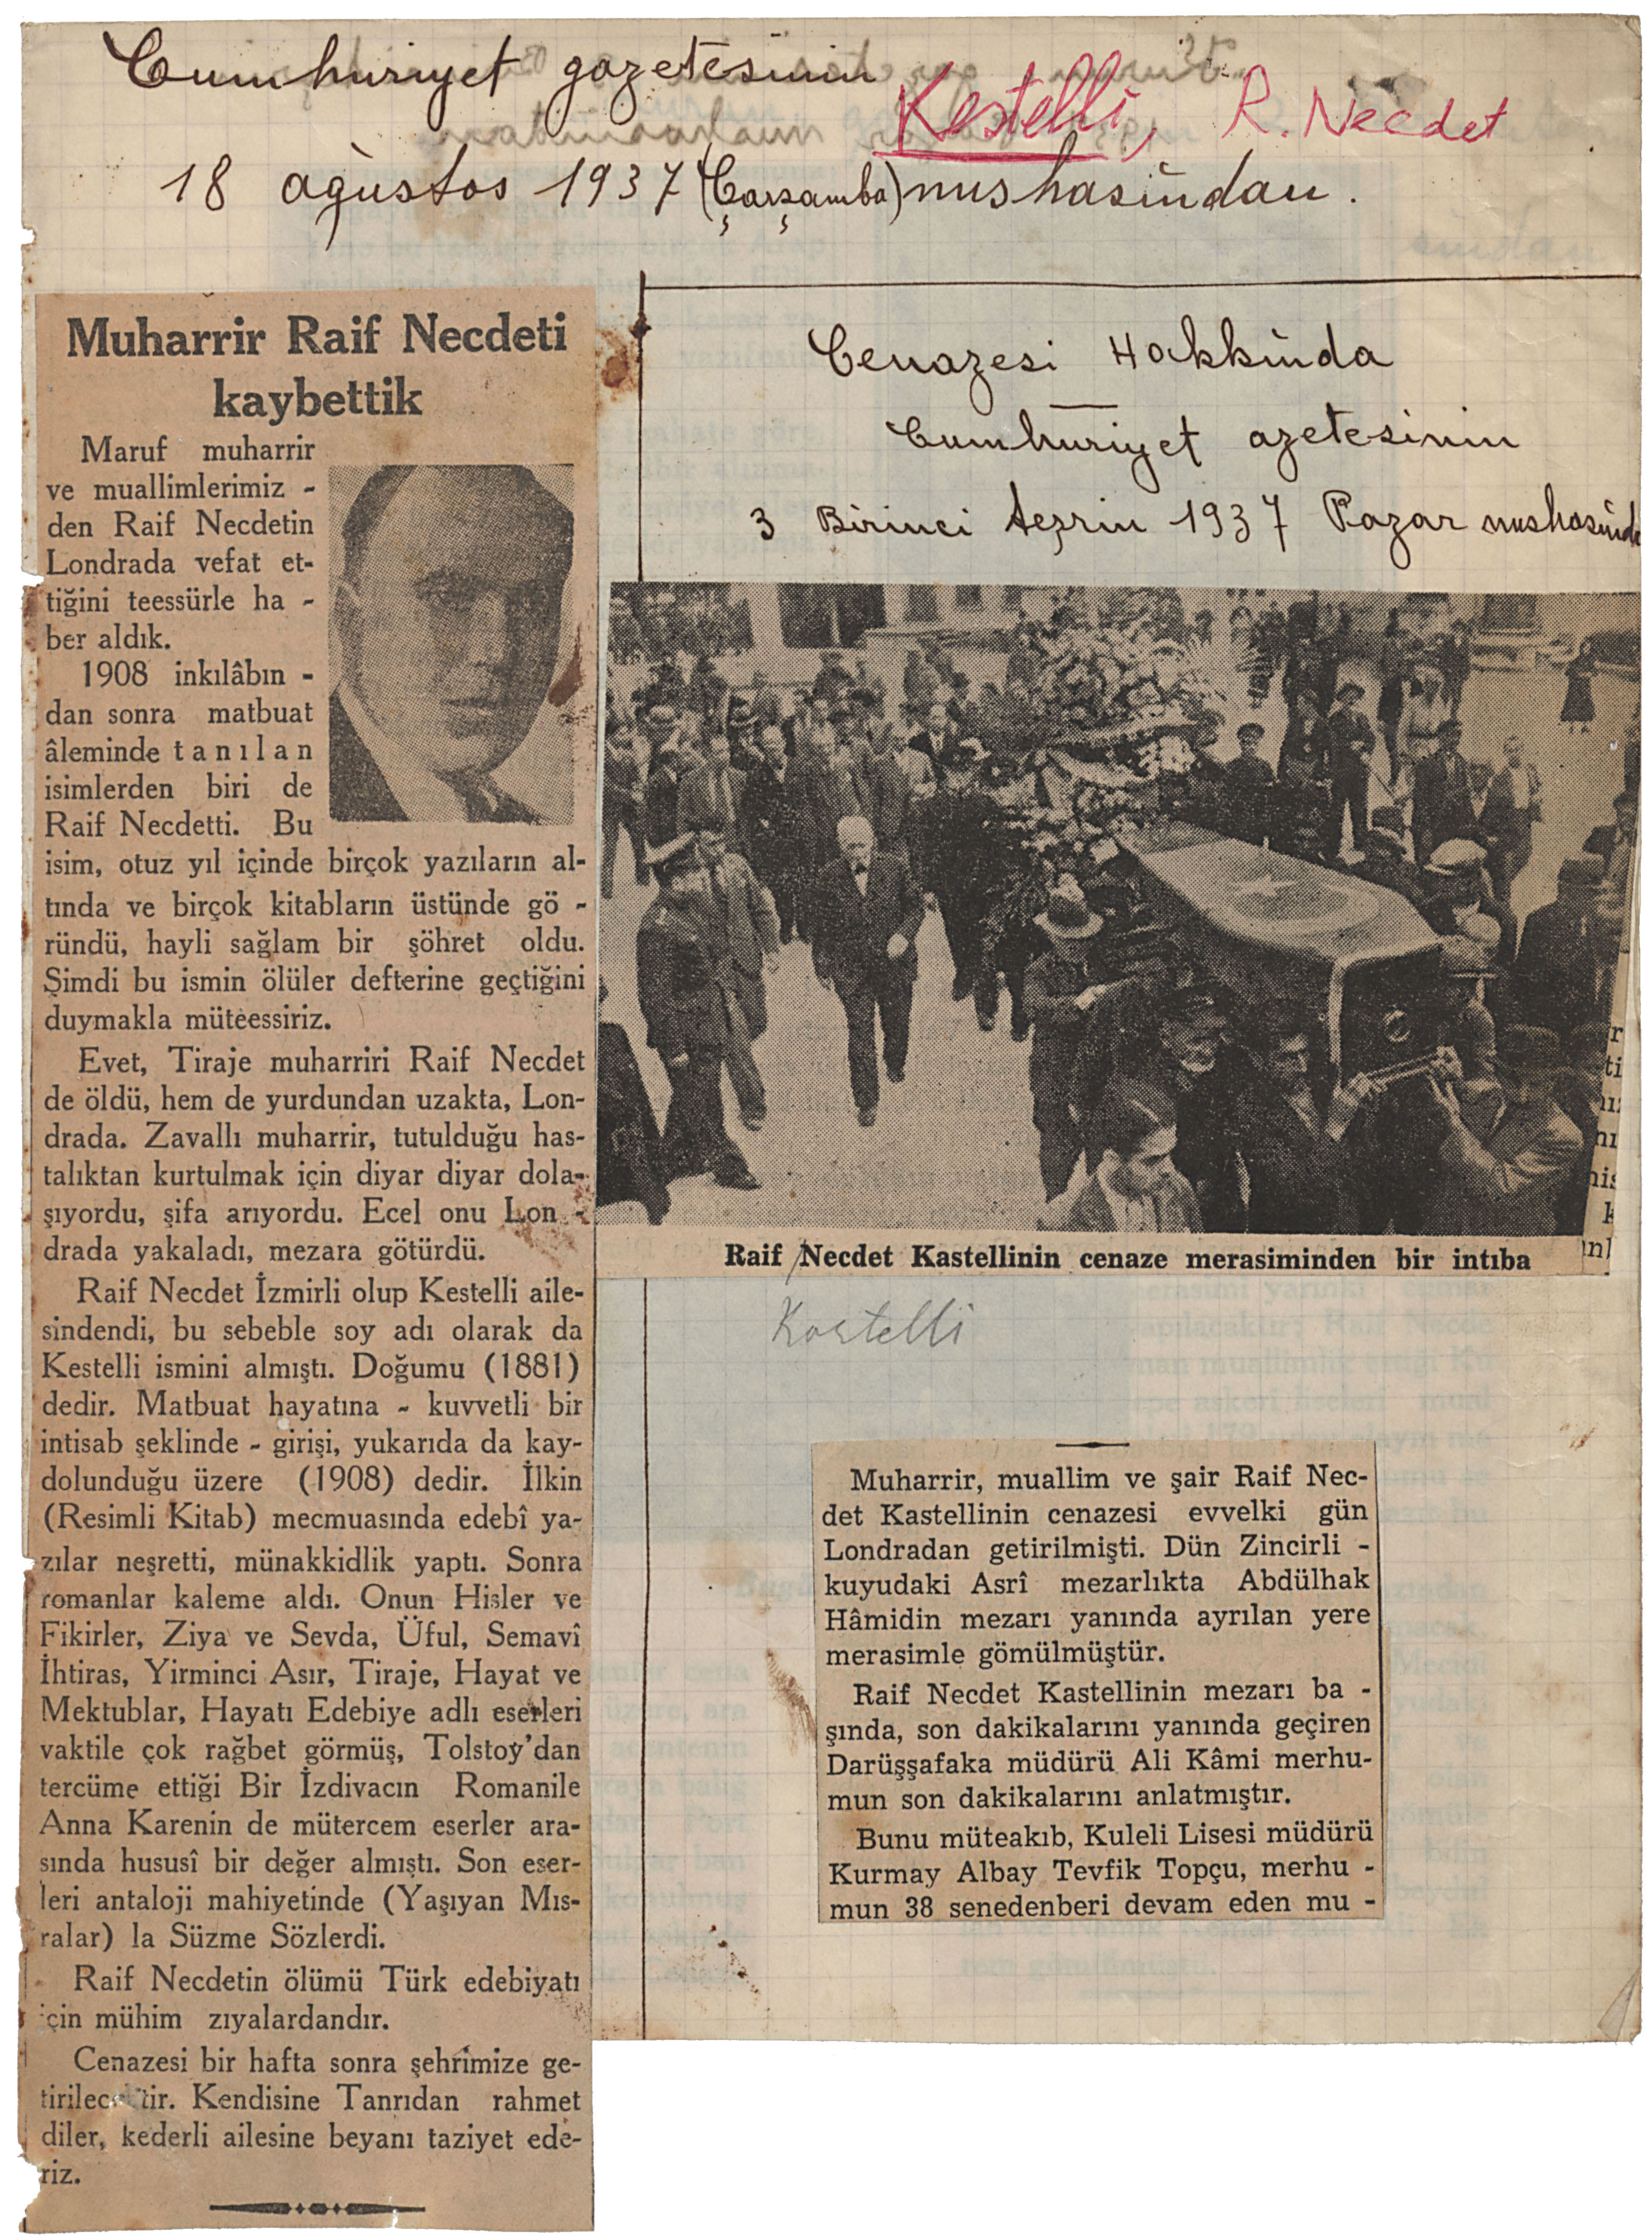 Cumhuriyet gazetesinin
Kestelli, R. Necdet
18 ağustos 1937 (Çarşamba) nushasından.
Muharrir Raif Necdeti
kaybettik
Maruf muharrir
ve muallimlerimiz -
den Raif Necdetin
Londrada vefat et-
tiğini teessürle ha -
ber aldık.
1908 inkılâbın -
dan sonra matbuat
âleminde tanılan
isimlerden biri de
Raif Necdetti. Bu
isim, otuz yıl içinde birçok yazıların al-
tında ve birçok kitabların üstünde gö -
ründü, hayli sağlam bir şöhret oldu.
Şimdi bu ismin ölüler defterine geçtiğini
duymakla müteessiriz.
Evet, Tiraje muharriri Raif Necdet
de öldü, hem de yurdundan uzakta, Lon-
drada. Zavallı muharrir, tutulduğu has-
talıktan kurtulmak için diyar diyar dola-
şıyordu, şifa arıyordu. Ecel onu Lon -
drada yakaladı, mezara götürdü.
Raif Necdet İzmirli olup Kestelli aile-
sindendi, bu sebeble soy adı olarak da
Kestelli ismini almıştı. Doğumu (1881)
dedir. Matbuat hayatına - kuvvetli bir
intisab şeklinde - girişi, yukarıda da kay-
dolunduğu üzere (1908) dedir. İlkin
(Resimli Kitab) mecmuasında edebî ya-
zılar neşretti, münakkidlik yaptı. Sonra
romanlar kaleme aldı. Onun Hisler ve
Fikirler, Ziya ve Sevda, Üful, Semavî
İhtiras, Yirminci Asır, Tiraje, Hayat ve
Mektublar, Hayatı Edebiye adlı eserleri
vaktile çok rağbet görmüş, Tolstoy'dan
tercüme ettiği Bir İzdivacın Romanile
Anna Karenin de mütercem eserler ara-
sında hususî bir değer almıştı. Son eser-
leri antaloji mahiyetinde (Yaşıyan Mıs-
ralar) la Süzme Sözlerdi.
Raif Necdetin ölümü Türk edebiyatı
için mühim zıyalardandır.
Cenazesi bir hafta sonra şehrimize ge-
tirilecektir. Kendisine Tanrıdan rahmet
diler, kederli ailesine beyanı taziyet ede-
riz.
Cenazesi Hakkında
Cumhuriyet azetesinin
3 Birinci teşrin 1937 Pazar nushasında
Raif Necdet Kastellinin cenaze merasiminden bir intıba
Kastelli
Muharrir, muallim ve şair Raif Nec-
det Kastellinin cenazesi evvelki gün
Londradan getirilmişti. Dün Zincirli -
kuyudaki Asrî mezarlıkta Abdülhak
Hâmidin mezarı yanında ayrılan yere
merasimle gömülmüştür.
Raif Necdet Kastellinin mezarı ba -
şında, son dakikalarını yanında geçiren
Darüşşafaka müdürü Ali Kâmi merhu-
mun son dakikalarını anlatmıştır.
Bunu müteakıb, Kuleli Lisesi müdürü
Kurmay Albay Tevfik Topçu, merhu -
mun 38 senedenberi devam eden mu -